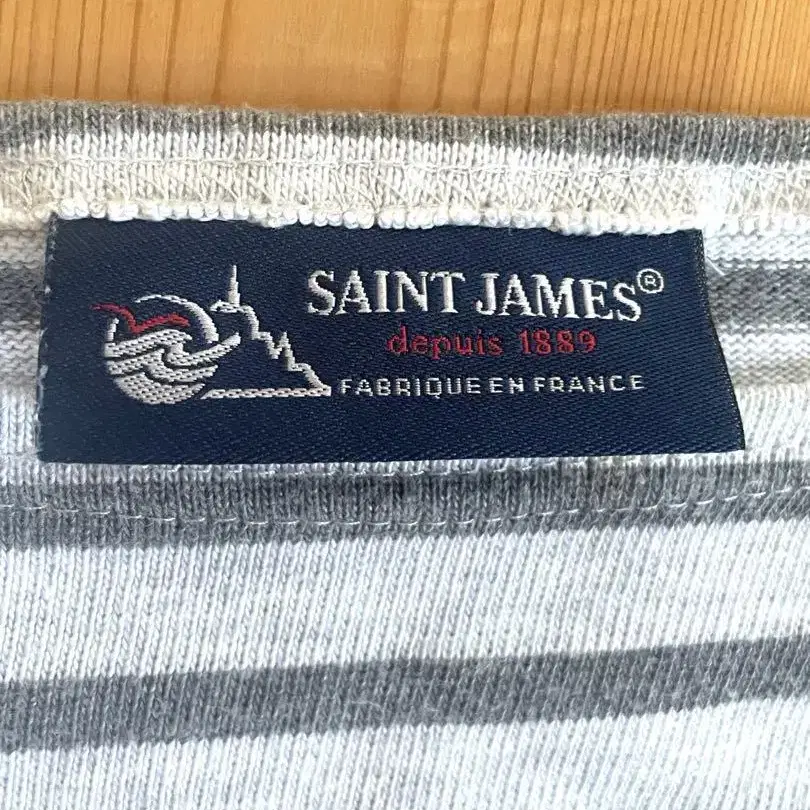 SAINT JAMES®
depuis 1889
FABRIQUE EN FRANCE